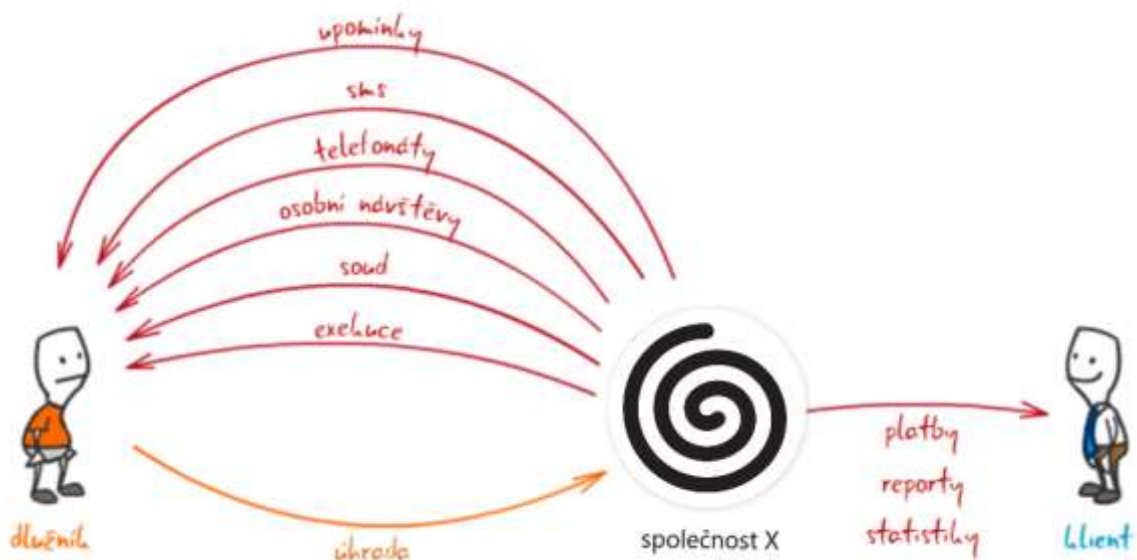 upomínky
sms
telefonáty
osobní návštěvy
soud
exekuce
platby
reporty
statistiky
dlužník
úhrada
společnost X
klient